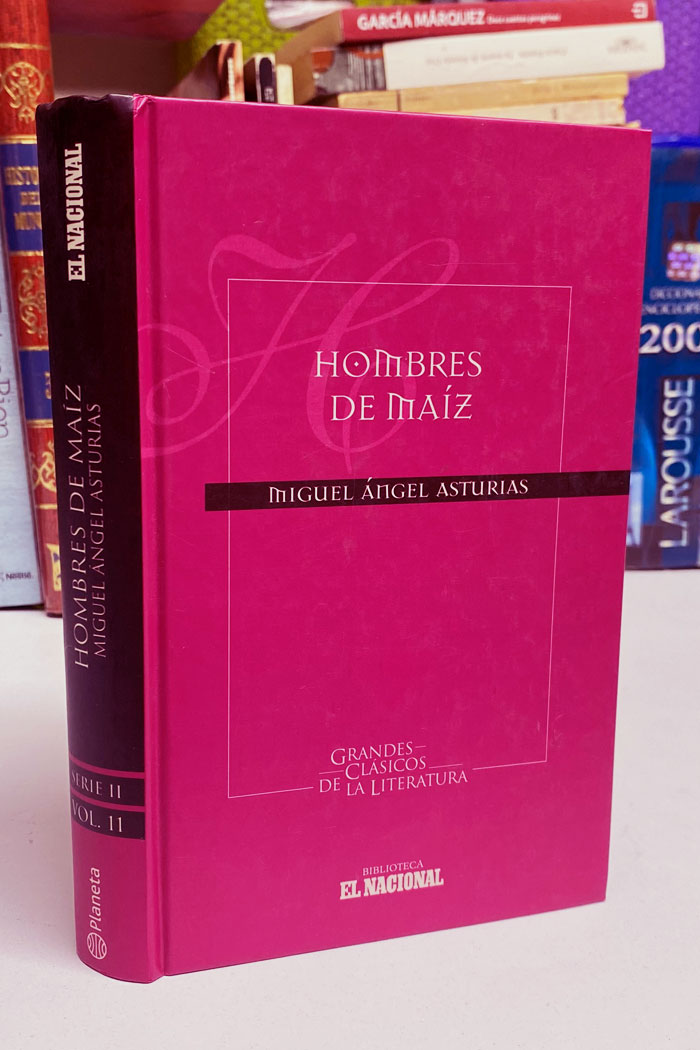 HOMBRES
DE MAÍZ
MIGUEL ÁNGEL ASTURIAS
GRANDES
CLÁSICOS
DE LA LITERATURA
BIBLIOTECA
EL NACIONAL
EL NACIONAL
HOMBRES DE MAÍZ
MIGUEL ÁNGEL ASTURIAS
SERIE II
VOL. 11
Planeta
GARCÍA MÁRQUEZ
LAROUSSE
200
Nestlé